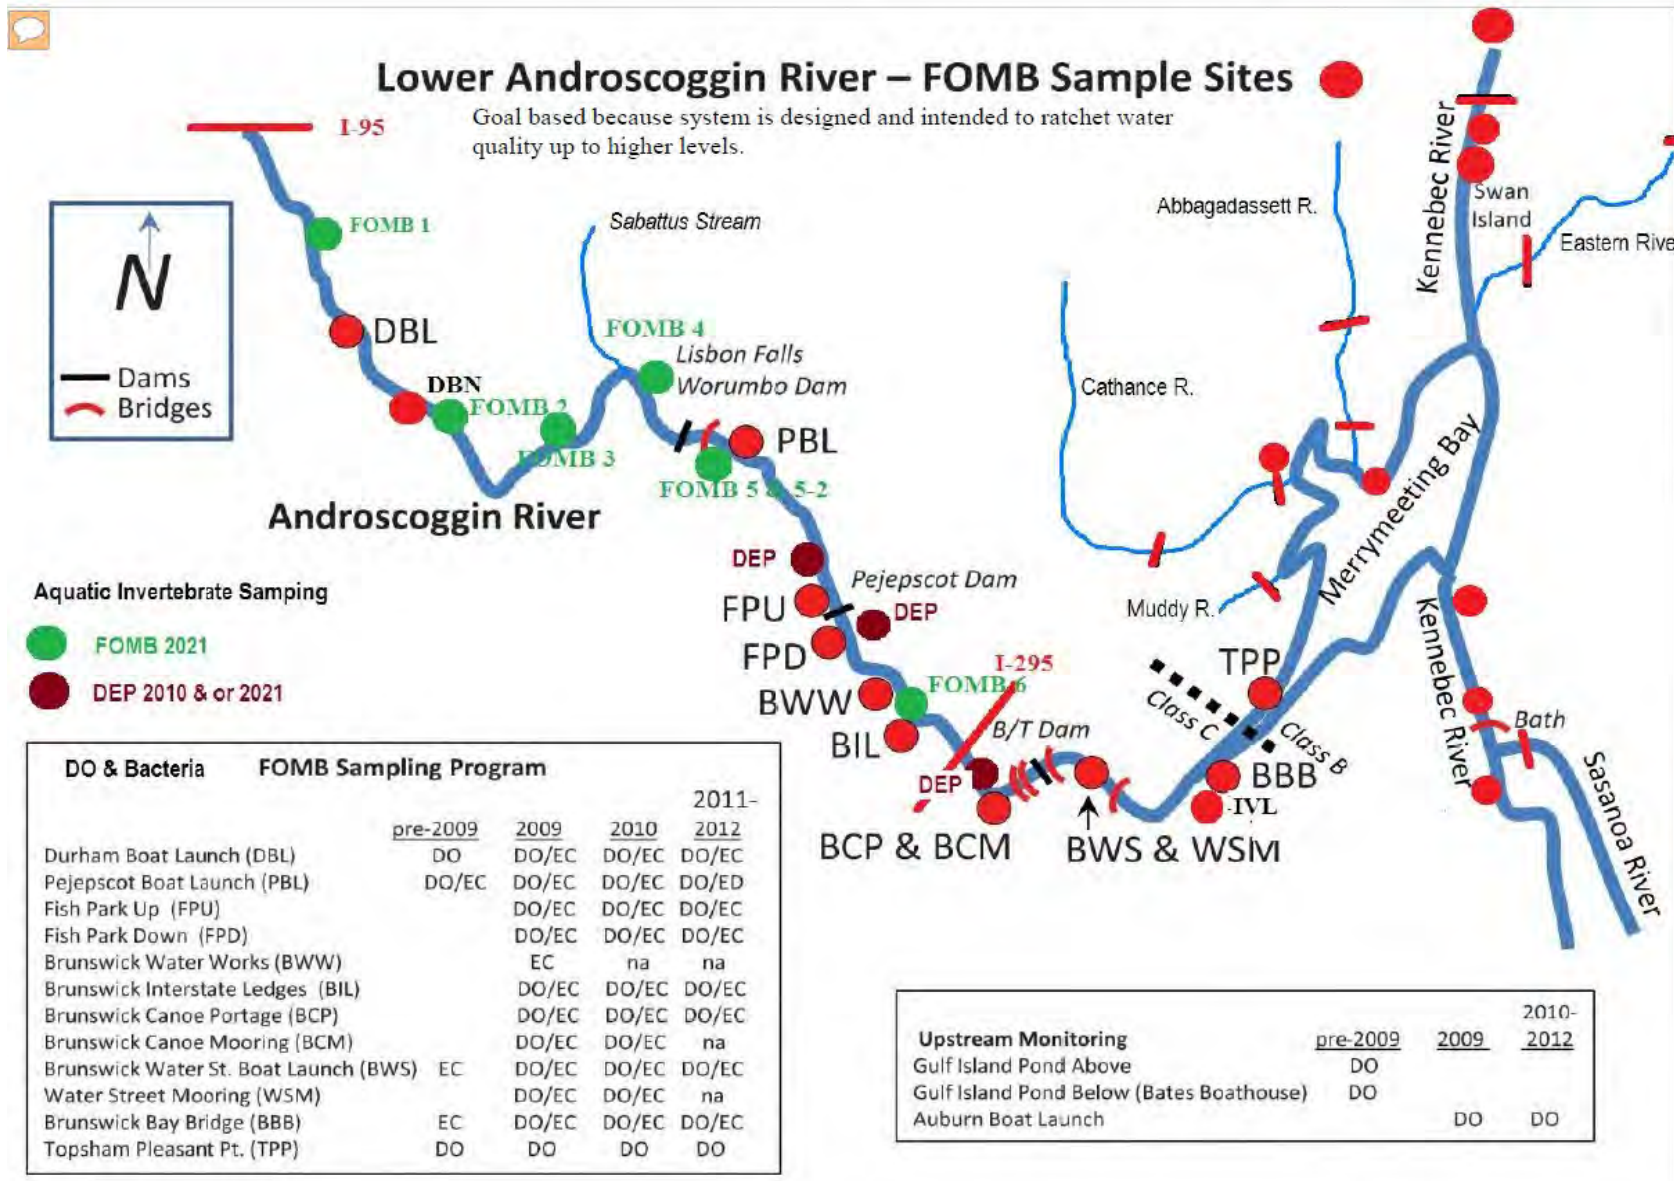 Lower Androscoggin River – FOMB Sample Sites
Goal based because system is designed and intended to ratchet water
quality up to higher levels.
I-95
N
Dams
Bridges
FOMB 1
DBL
DBN
FOMB 2
FOMB 3
Sabattus Stream
FOMB 4
Lisbon Falls
Worumbo Dam
PBL
FOMB 5 & 5-2
Androscoggin River
DEP
Pejepscot Dam
FPU
DEP
FPD
BWW
FOMB 6
I-295
BIL
B/T Dam
DEP
BCP & BCM
BWS & WSM
IVL
BBB
TPP
Class C
Class B
Muddy R.
Cathance R.
Abbagadassett R.
Merrymeeting Bay
Kennebec River
Swan
Island
Eastern Rive
Kennebec River
Kennebec River
Bath
Sasanoa River
Aquatic Invertebrate Samping
FOMB 2021
DEP 2010 & or 2021
DO & Bacteria FOMB Sampling Program
2011-
pre-2009 2009 2010 2012
Durham Boat Launch (DBL) DO DO/EC DO/EC DO/EC
Pejepscot Boat Launch (PBL) DO/EC DO/EC DO/EC DO/ED
Fish Park Up (FPU) DO/EC DO/EC DO/EC
Fish Park Down (FPD) DO/EC DO/EC DO/EC
Brunswick Water Works (BWW) EC na na
Brunswick Interstate Ledges (BIL) DO/EC DO/EC DO/EC
Brunswick Canoe Portage (BCP) DO/EC DO/EC DO/EC
Brunswick Canoe Mooring (BCM) DO/EC DO/EC na
Brunswick Water St. Boat Launch (BWS) EC DO/EC DO/EC DO/EC
Water Street Mooring (WSM) DO/EC DO/EC na
Brunswick Bay Bridge (BBB) EC DO/EC DO/EC DO/EC
Topsham Pleasant Pt. (TPP) DO DO DO DO
2010-
Upstream Monitoring pre-2009 2009 2012
Gulf Island Pond Above DO
Gulf Island Pond Below (Bates Boathouse) DO
Auburn Boat Launch DO DO